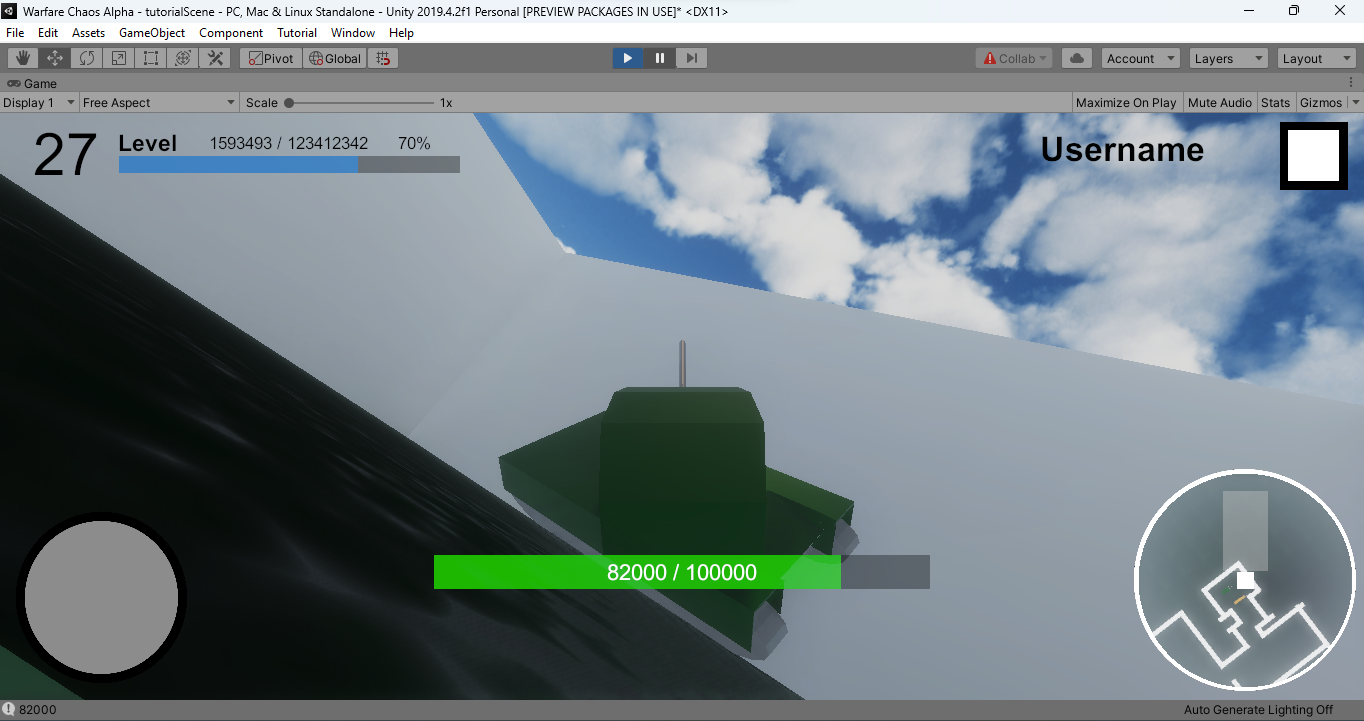 Warfare Chaos Alpha - tutorialScene - PC, Mac & Linux Standalone - Unity 2019.4.2f1 Personal [PREVIEW PACKAGES IN USE]* <DX11>
File Edit Assets GameObject Component Tutorial Window Help
Pivot Global Collab Account Layers Layout
Game
Display 1 Free Aspect Scale 1x Maximize On Play Mute Audio Stats Gizmos
27 Level 1593493 / 123412342 70% Username
82000 / 100000
82000 Auto Generate Lighting Off